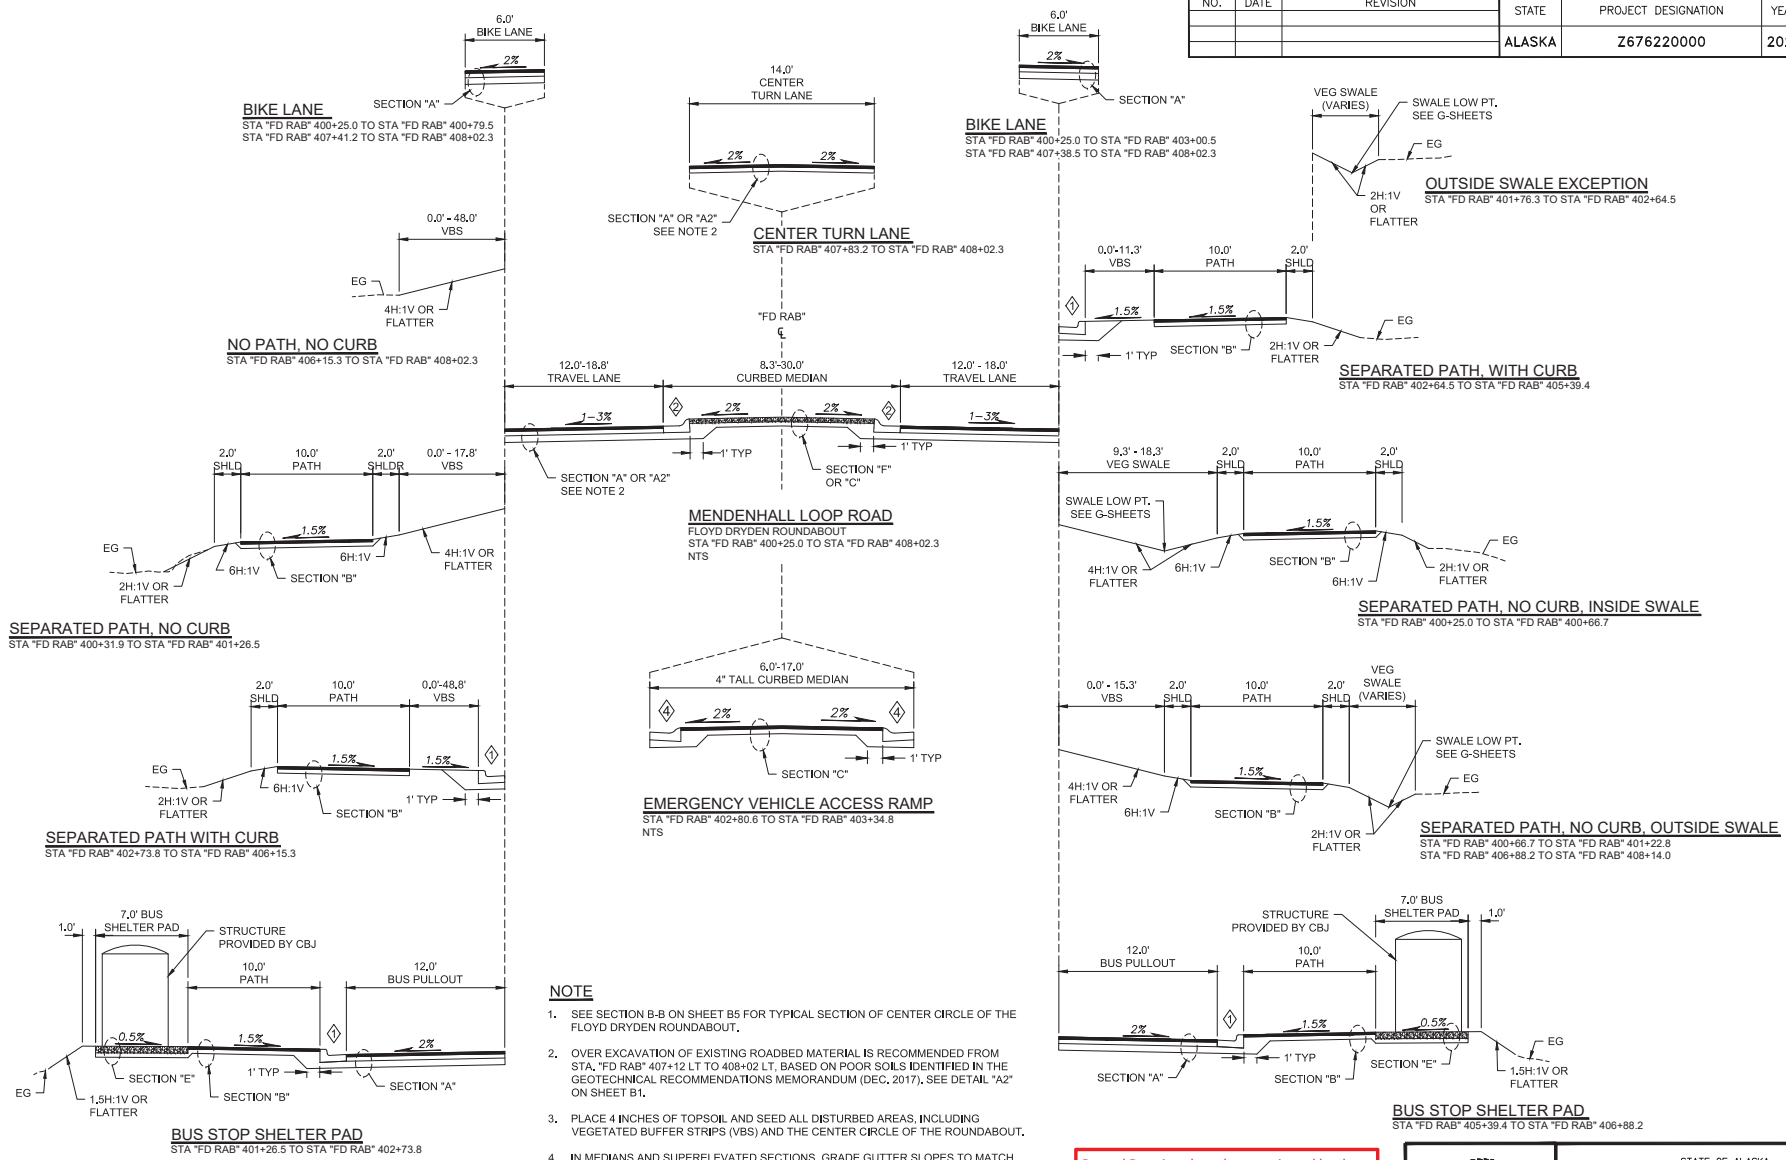 NO.
DATE
REVISION
STATE
PROJECT DESIGNATION
ALASKA
Z676220000
6.0'
BIKE LANE
2%
SECTION "A"
BIKE LANE
STA "FD RAB" 400+25.0 TO STA "FD RAB" 400+79.5
STA "FD RAB" 407+41.2 TO STA "FD RAB" 408+02.3
14.0'
CENTER
TURN LANE
2%
2%
SECTION "A" OR "A2"
SEE NOTE 2
CENTER TURN LANE
STA "FD RAB" 407+83.2 TO STA "FD RAB" 408+02.3
6.0'
BIKE LANE
2%
SECTION "A"
BIKE LANE
STA "FD RAB" 400+25.0 TO STA "FD RAB" 403+00.5
STA "FD RAB" 407+38.5 TO STA "FD RAB" 408+02.3
VEG SWALE
(VARIES)
SWALE LOW PT.
SEE G-SHEETS
EG
2H:1V
OR
FLATTER
OUTSIDE SWALE EXCEPTION
STA "FD RAB" 401+76.3 TO STA "FD RAB" 402+64.5
0.0' - 48.0'
VBS
EG
4H:1V OR
FLATTER
NO PATH, NO CURB
STA "FD RAB" 406+15.3 TO STA "FD RAB" 408+02.3
0.0'-11.3'
VBS
10.0'
PATH
2.0'
SHLD
1
1.5%
1.5%
1' TYP
SECTION "B"
2H:1V OR
FLATTER
EG
SEPARATED PATH, WITH CURB
STA "FD RAB" 402+64.5 TO STA "FD RAB" 405+39.4
"FD RAB"
℄
12.0'-18.8'
TRAVEL LANE
8.3'-30.0'
CURBED MEDIAN
12.0' - 18.0'
TRAVEL LANE
1-3%
2
2%
2%
2
1-3%
1' TYP
1' TYP
SECTION "A" OR "A2"
SEE NOTE 2
SECTION "F"
OR "C"
MENDENHALL LOOP ROAD
FLOYD DRYDEN ROUNDABOUT
STA "FD RAB" 400+25.0 TO STA "FD RAB" 408+02.3
NTS
2.0'
SHLD
10.0'
PATH
2.0'
SHLDR
0.0' - 17.8'
VBS
1.5%
EG
2H:1V OR
FLATTER
6H:1V
SECTION "B"
6H:1V
4H:1V OR
FLATTER
SEPARATED PATH, NO CURB
STA "FD RAB" 400+31.9 TO STA "FD RAB" 401+26.5
9.3' - 18.3'
VEG SWALE
2.0'
SHLD
10.0'
PATH
2.0'
SHLD
SWALE LOW PT.
SEE G-SHEETS
1.5%
4H:1V OR
FLATTER
6H:1V
SECTION "B"
6H:1V
2H:1V OR
FLATTER
EG
SEPARATED PATH, NO CURB, INSIDE SWALE
STA "FD RAB" 400+25.0 TO STA "FD RAB" 400+66.7
2.0'
SHLD
10.0'
PATH
0.0'-48.8'
VBS
1.5%
1.5%
1
EG
2H:1V OR
FLATTER
6H:1V
SECTION "B"
1' TYP
SEPARATED PATH WITH CURB
STA "FD RAB" 402+73.8 TO STA "FD RAB" 406+15.3
6.0'-17.0'
4" TALL CURBED MEDIAN
4
2%
2%
4
1' TYP
SECTION "C"
EMERGENCY VEHICLE ACCESS RAMP
STA "FD RAB" 402+80.6 TO STA "FD RAB" 403+34.8
NTS
0.0' - 15.3'
VBS
2.0'
SHLD
10.0'
PATH
2.0'
SHLD
VEG
SWALE
(VARIES)
SWALE LOW PT.
SEE G-SHEETS
EG
1.5%
4H:1V OR
FLATTER
6H:1V
SECTION "B"
2H:1V OR
FLATTER
SEPARATED PATH, NO CURB, OUTSIDE SWALE
STA "FD RAB" 400+66.7 TO STA "FD RAB" 401+22.8
STA "FD RAB" 406+88.2 TO STA "FD RAB" 408+14.0
1.0'
7.0' BUS
SHELTER PAD
STRUCTURE
PROVIDED BY CBJ
10.0'
PATH
12.0'
BUS PULLOUT
0.5%
1.5%
1
2%
EG
1.5H:1V OR
FLATTER
SECTION "E"
SECTION "B"
1' TYP
SECTION "A"
BUS STOP SHELTER PAD
STA "FD RAB" 401+26.5 TO STA "FD RAB" 402+73.8
NOTE
1. SEE SECTION B-B ON SHEET B5 FOR TYPICAL SECTION OF CENTER CIRCLE OF THE
FLOYD DRYDEN ROUNDABOUT.
2. OVER EXCAVATION OF EXISTING ROADBED MATERIAL IS RECOMMENDED FROM
STA. "FD RAB" 407+12 LT TO 408+02 LT, BASED ON POOR SOILS IDENTIFIED IN THE
GEOTECHNICAL RECOMMENDATIONS MEMORANDUM (DEC. 2017). SEE DETAIL "A2"
ON SHEET B1.
3. PLACE 4 INCHES OF TOPSOIL AND SEED ALL DISTURBED AREAS, INCLUDING
VEGETATED BUFFER STRIPS (VBS) AND THE CENTER CIRCLE OF THE ROUNDABOUT.
4. IN MEDIANS AND SUPERELEVATED SECTIONS, GRADE GUTTER SLOPES TO MATCH
12.0'
BUS PULLOUT
STRUCTURE
PROVIDED BY CBJ
10.0'
PATH
7.0' BUS
SHELTER PAD
1.0'
2%
1
1.5%
0.5%
SECTION "A"
1' TYP
SECTION "B"
SECTION "E"
EG
1.5H:1V OR
FLATTER
BUS STOP SHELTER PAD
STA "FD RAB" 405+39.4 TO STA "FD RAB" 406+88.2
STATE OF ALASKA